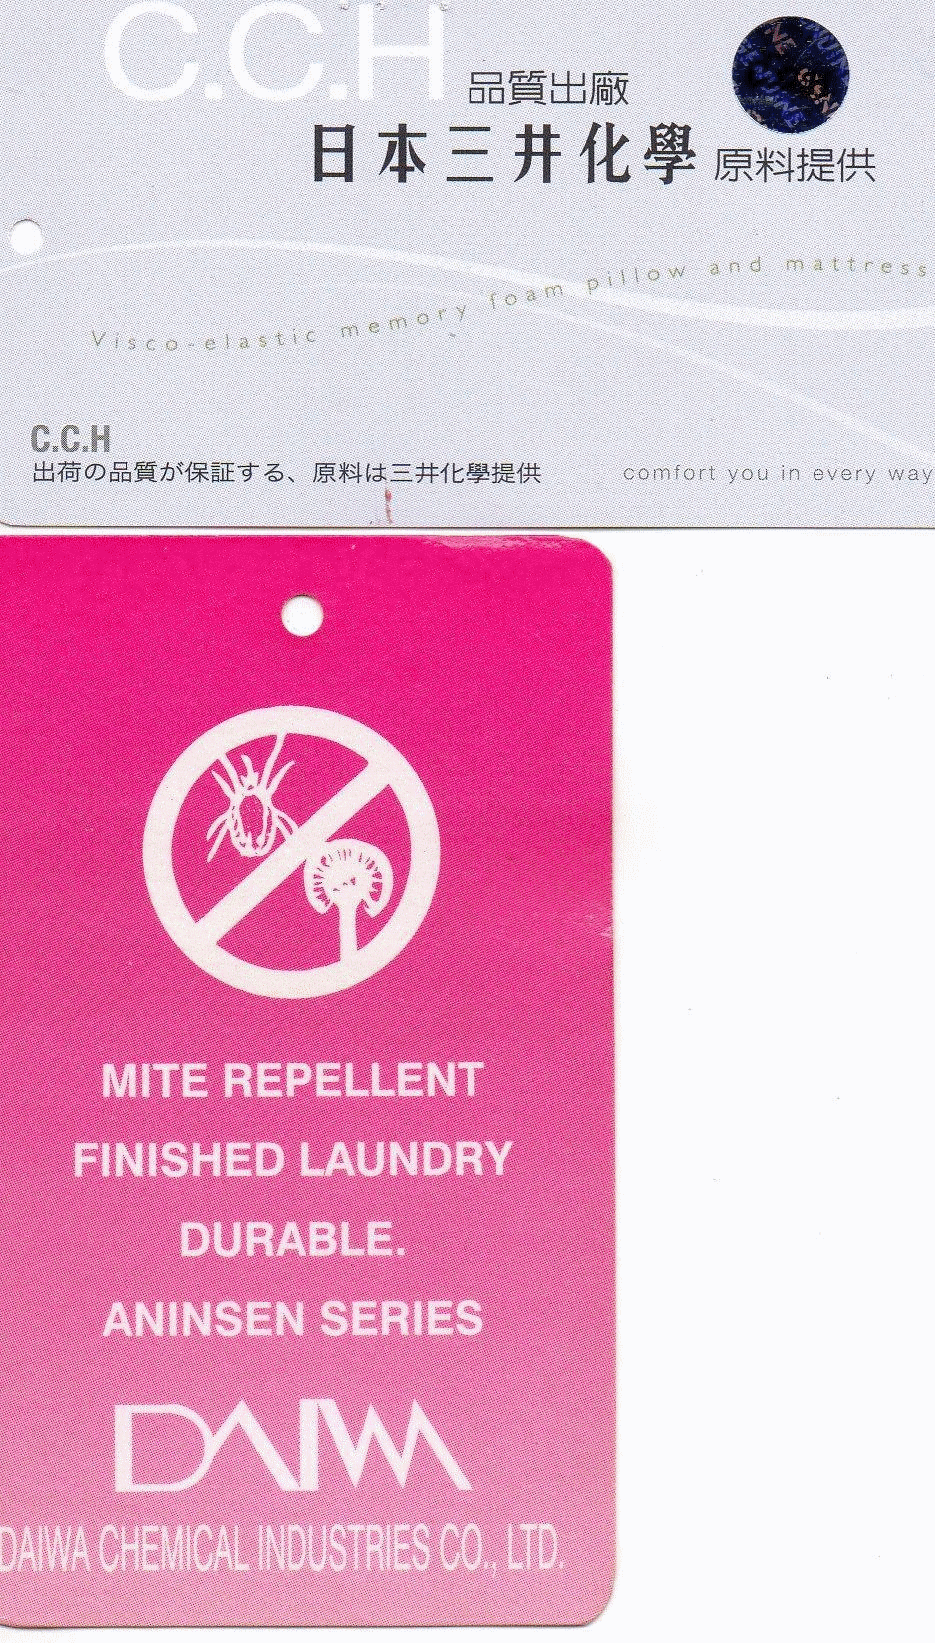 C.C.H
品質出廠
日本三井化學 原料提供
Visco-elastic memory foam pillow and mattress
C.C.H
出荷の品質が保証する、原料は三井化學提供
comfort you in every way
MITE REPELLENT
FINISHED LAUNDRY
DURABLE.
ANINSEN SERIES
DAIWA
DAIWA CHEMICAL INDUSTRIES CO., LTD.